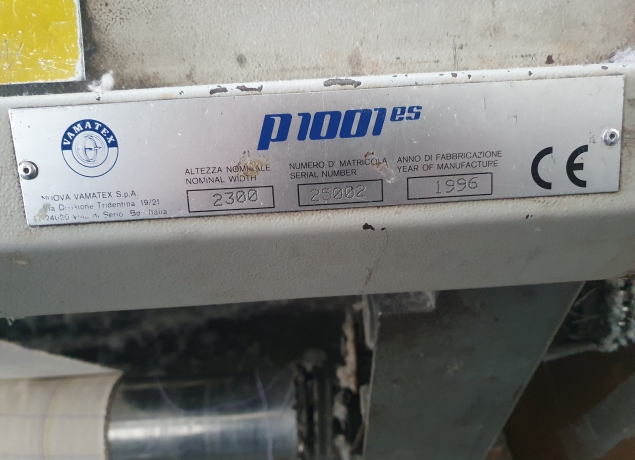 VAMATEX
p1001es
ALTEZZA NOMINALE
NOMINAL WIDTH
2300
NUMERO D' MATRICOLA
SERIAL NUMBER
25002
ANNO DI FABBRICAZIONE
YEAR OF MANUFACTURE
1996
CE
NUOVA VAMATEX S.p.A.
Via Divisione Tridentina, 19/21
Italia